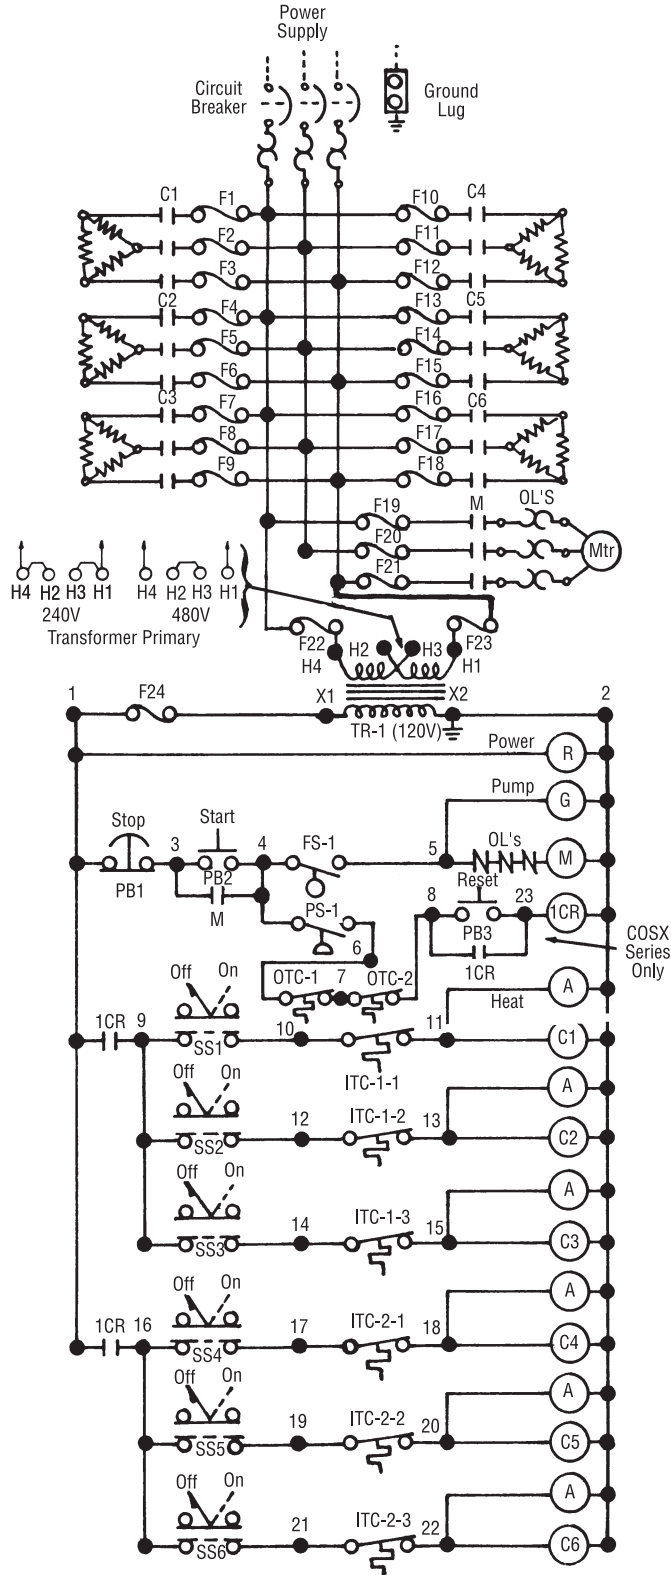 Power
Supply
Circuit
Breaker
Ground
Lug
C1 F1 F10 C4
F2 F11
F3 F12
C2 F4 F13 C5
F5 F14
F6 F15
C3 F7 F16 C6
F8 F17
F9 F18
F19 M OL'S
F20 Mtr
F21
H4 H2 H3 H1 H4 H2 H3 H1
240V 480V
Transformer Primary
F22 F23
H2 H3
H4 H1
1 F24 X1 X2 2
TR-1 (120V)
Power R
Pump G
Stop Start
3 4 FS-1 5 OL's M
PB1 PB2
M
Reset
PS-1 8 23 1CR
6 PB3
1CR
COSX
Series
Only
OTC-1 7 OTC-2
Heat A
Off On
1CR 9 10 11 C1
SS1
ITC-1-1
Off On A
12 ITC-1-2 13 C2
SS2
Off On A
14 ITC-1-3 15 C3
SS3
Off On A
1CR 16 17 ITC-2-1 18 C4
SS4
Off On A
19 ITC-2-2 20 C5
SS5
Off On A
21 ITC-2-3 22 C6
SS6